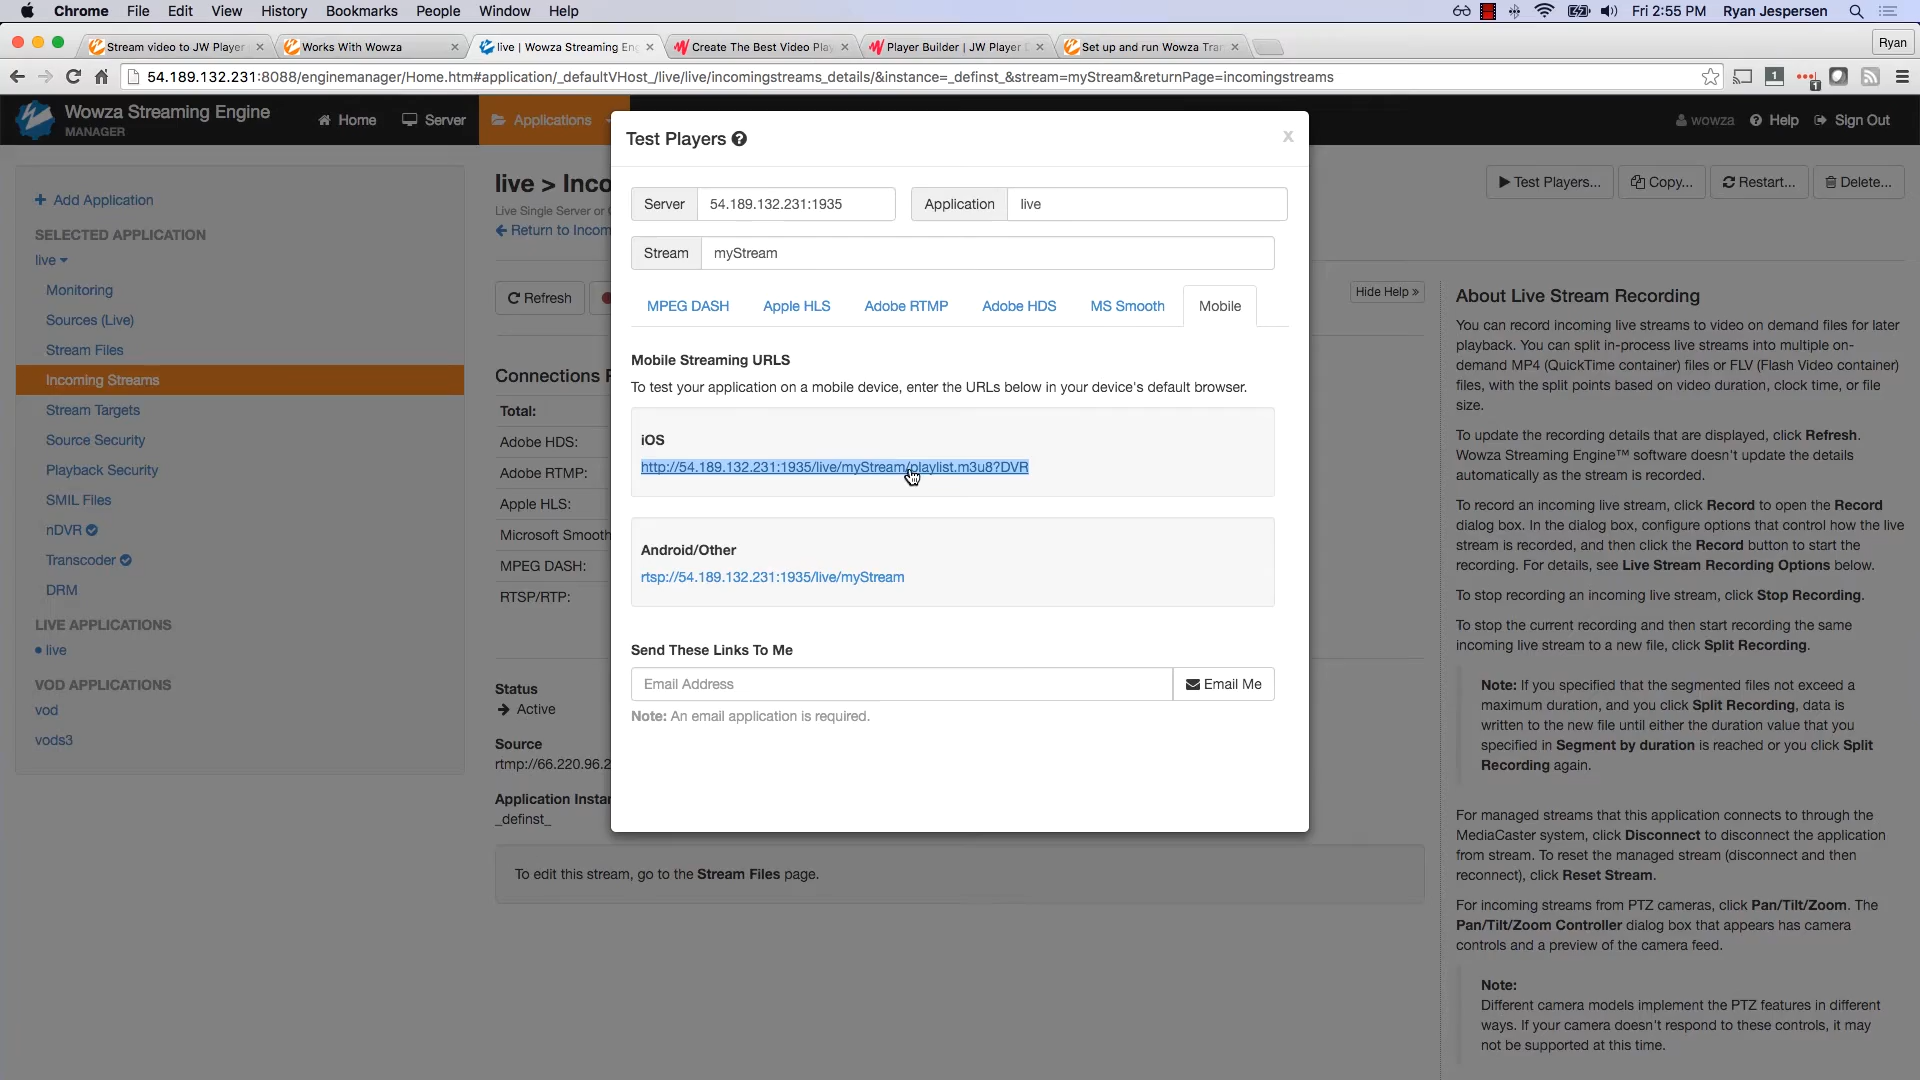 Chrome File Edit View History Bookmarks People Window Help Fri 2:55 PM Ryan Jespersen
Stream video to JW Player Works With Wowza live | Wowza Streaming En Create The Best Video Pla Player Builder | JW Player Set up and run Wowza Tra Ryan
54.189.132.231:8088/enginemanager/Home.htm#application/_defaultVHost_/live/live/incomingstreams_details/&instance=_definst_&stream=myStream&returnPage=incomingstreams 1 1
Wowza Streaming Engine
MANAGER
Home Server Applications wowza Help Sign Out
+ Add Application
SELECTED APPLICATION
live
Monitoring
Sources (Live)
Stream Files
Incoming Streams
Stream Targets
Source Security
Playback Security
SMIL Files
nDVR
Transcoder
DRM
LIVE APPLICATIONS
live
VOD APPLICATIONS
vod
vods3
live > Inco
Live Single Server or
Return to Incom
Refresh
Connections
Total:
Adobe HDS:
Adobe RTMP:
Apple HLS:
Microsoft Smooth
MPEG DASH:
RTSP/RTP:
Status
Active
Source
rtmp://66.220.96.2
Application Insta
_definst_
To edit this stream, go to the Stream Files page.
Test Players
x
Server 54.189.132.231:1935 Application live
Stream myStream
MPEG DASH Apple HLS Adobe RTMP Adobe HDS MS Smooth Mobile
Mobile Streaming URLS
To test your application on a mobile device, enter the URLs below in your device's default browser.
iOS
http://54.189.132.231:1935/live/myStream/playlist.m3u8?DVR
Android/Other
rtsp://54.189.132.231:1935/live/myStream
Send These Links To Me
Email Address Email Me
Note: An email application is required.
Test Players... Copy... Restart... Delete...
Hide Help »
About Live Stream Recording
You can record incoming live streams to video on demand files for later
playback. You can split in-process live streams into multiple on-
demand MP4 (QuickTime container) files or FLV (Flash Video container)
files, with the split points based on video duration, clock time, or file
size.
To update the recording details that are displayed, click Refresh.
Wowza Streaming Engine™ software doesn't update the details
automatically as the stream is recorded.
To record an incoming live stream, click Record to open the Record
dialog box. In the dialog box, configure options that control how the live
stream is recorded, and then click the Record button to start the
recording. For details, see Live Stream Recording Options below.
To stop recording an incoming live stream, click Stop Recording.
To stop the current recording and then start recording the same
incoming live stream to a new file, click Split Recording.
Note: If you specified that the segmented files not exceed a
maximum duration, and you click Split Recording, data is
written to the new file until either the duration value that you
specified in Segment by duration is reached or you click Split
Recording again.
For managed streams that this application connects to through the
MediaCaster system, click Disconnect to disconnect the application
from stream. To reset the managed stream (disconnect and then
reconnect), click Reset Stream.
For incoming streams from PTZ cameras, click Pan/Tilt/Zoom. The
Pan/Tilt/Zoom Controller dialog box that appears has camera
controls and a preview of the camera feed.
Note:
Different camera models implement the PTZ features in different
ways. If your camera doesn't respond to these controls, it may
not be supported at this time.